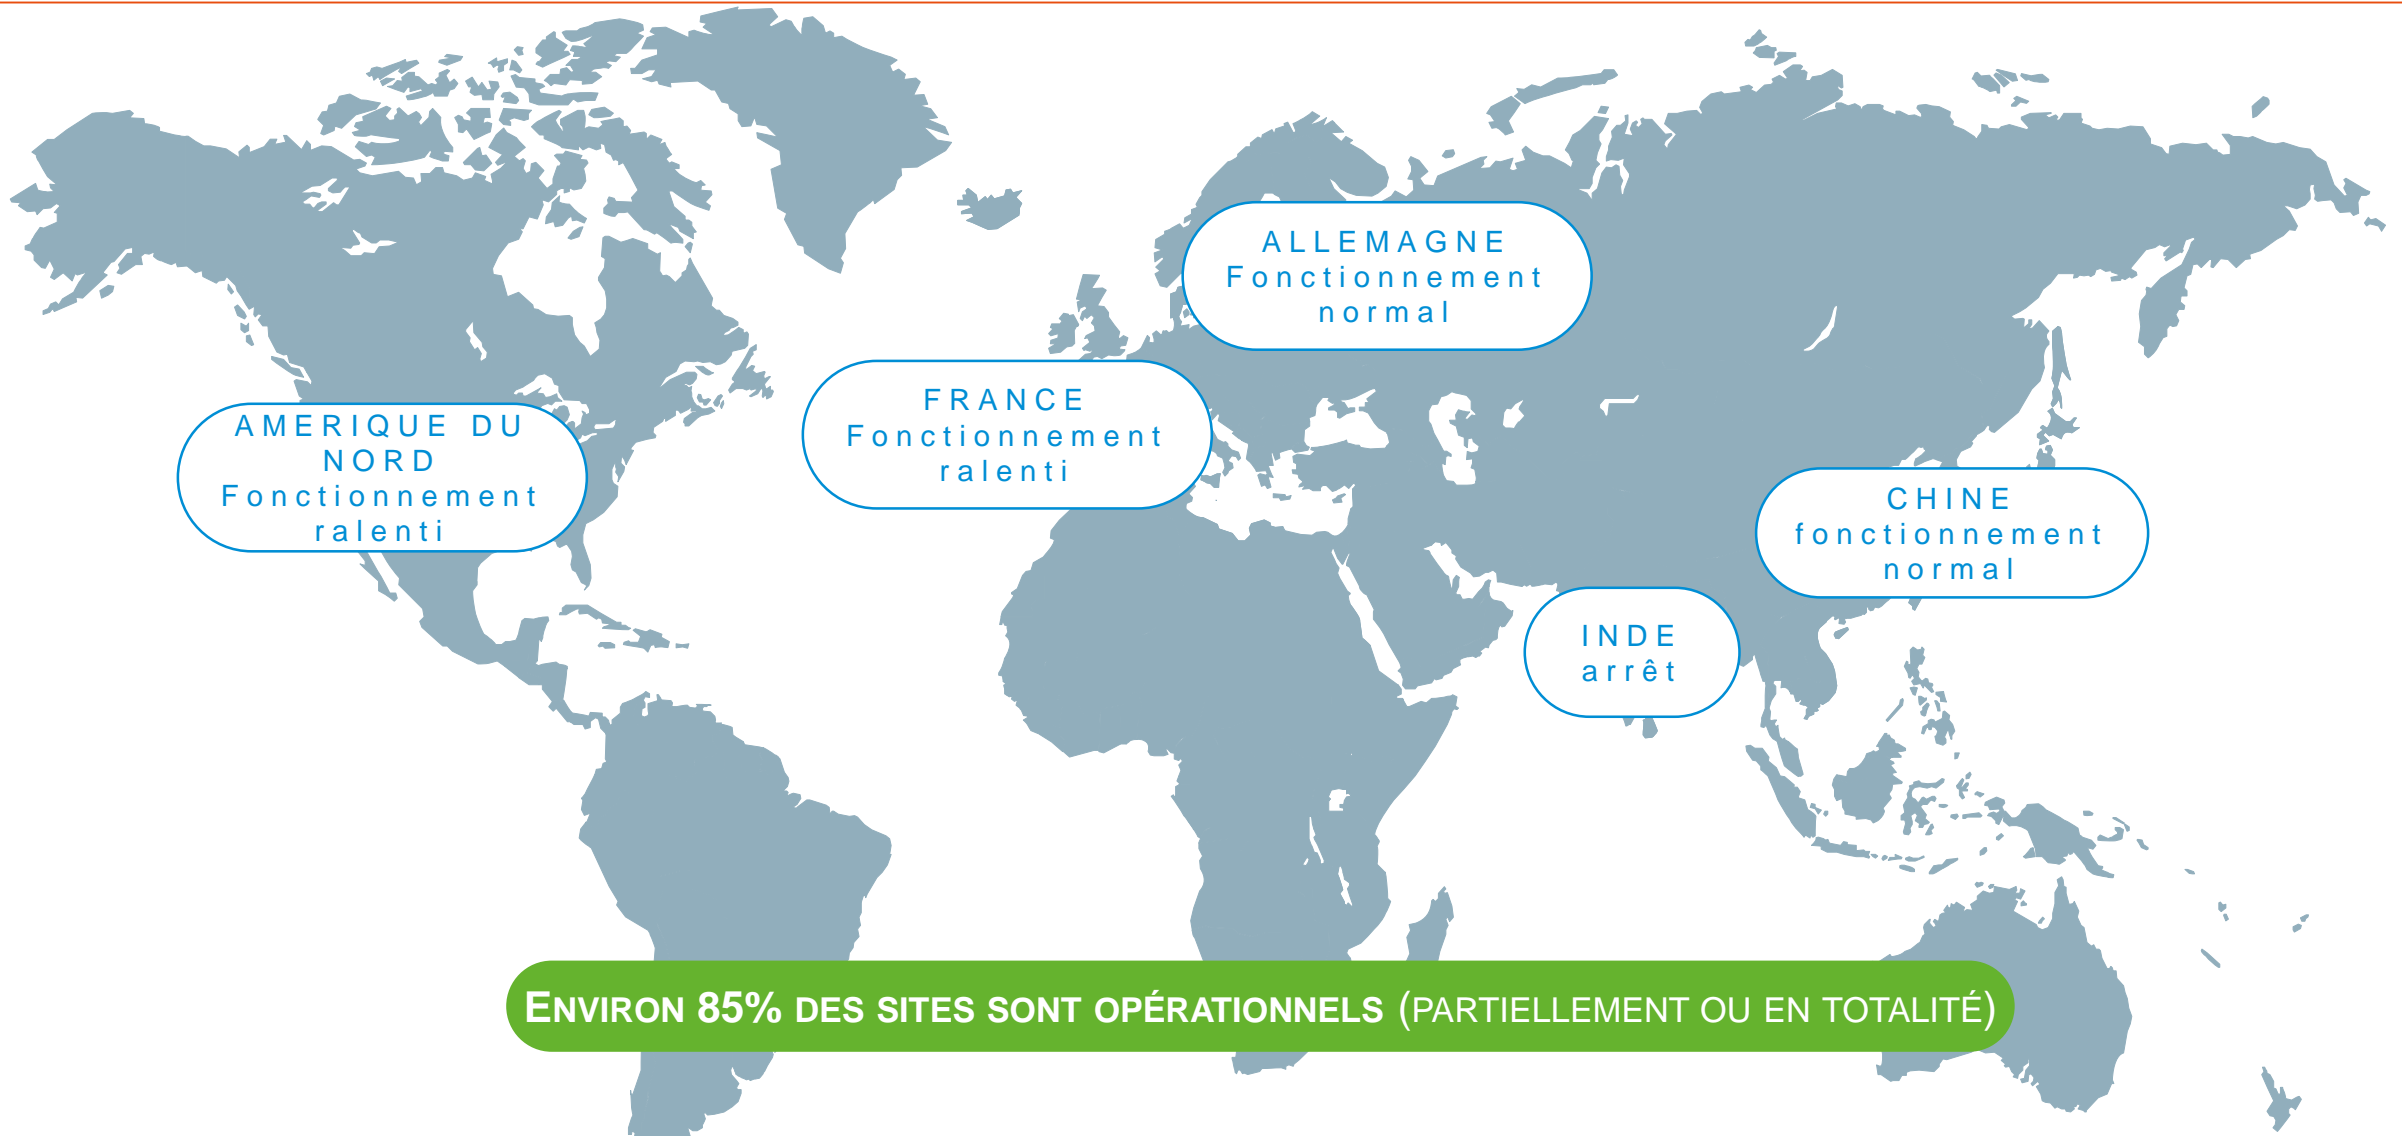 ALLEMAGNE
Fonctionnement
normal
FRANCE
Fonctionnement
ralenti
AMERIQUE DU
NORD
Fonctionnement
ralenti
CHINE
fonctionnement
normal
INDE
arrêt
ENVIRON 85% DES SITES SONT OPÉRATIONNELS (PARTIELLEMENT OU EN TOTALITÉ)